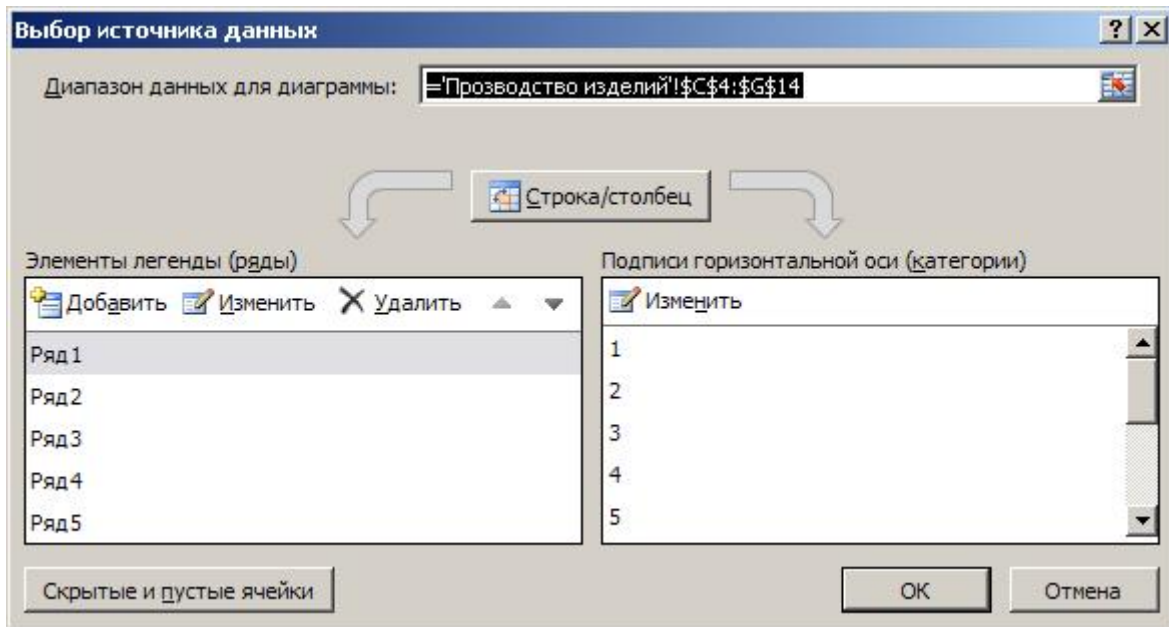 Выбор источника данных
Диапазон данных для диаграммы: ='Прозводство изделий'!$C$4:$G$14
Строка/столбец
Элементы легенды (ряды)
Добавить Изменить Удалить
Ряд1
Ряд2
Ряд3
Ряд4
Ряд5
Подписи горизонтальной оси (категории)
Изменить
1
2
3
4
5
Скрытые и пустые ячейки
ОК Отмена